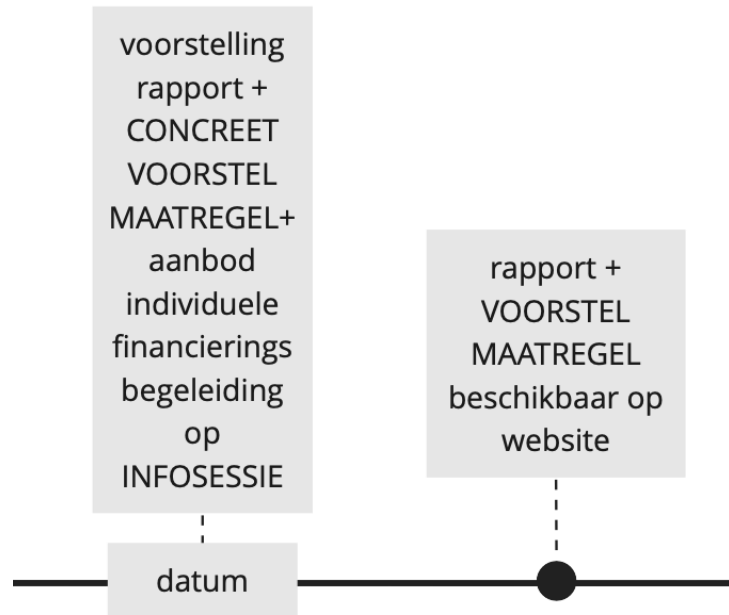 voorstelling
rapport +
CONCREET
VOORSTEL
MAATREGEL+
aanbod
individuele
financierings
begeleiding
op
INFOSESSIE
datum
rapport +
VOORSTEL
MAATREGEL
beschikbaar op
website